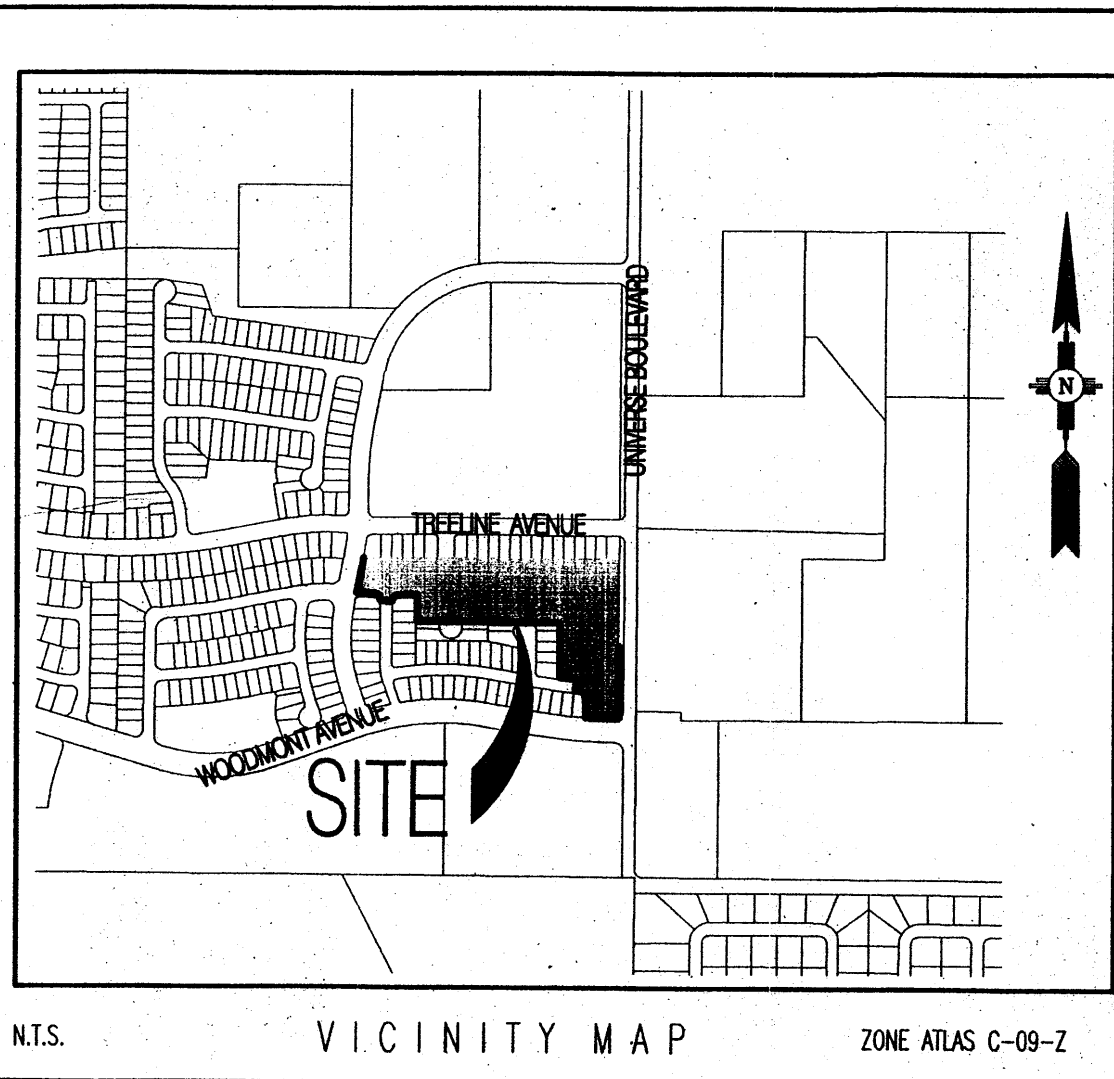 UNIVERSE BOULEVARD
N
TREELINE AVENUE
WOODMONT AVENUE
SITE
N.T.S.
VICINITY MAP
ZONE ATLAS C-09-Z